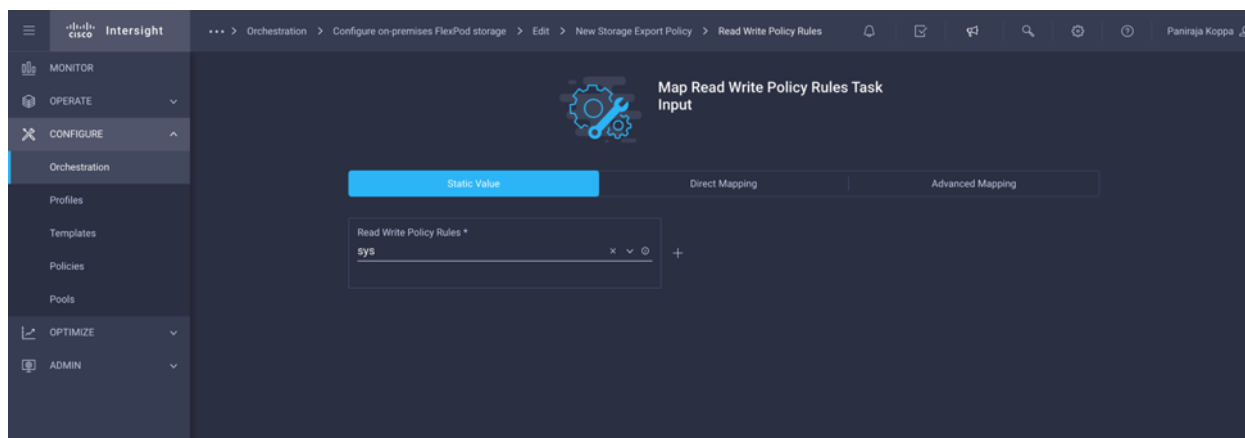 CISCO Intersight
••• > Orchestration > Configure on-premises FlexPod storage > Edit > New Storage Export Policy > Read Write Policy Rules
Paniraja Koppa
MONITOR
OPERATE
CONFIGURE
Orchestration
Profiles
Templates
Policies
Pools
OPTIMIZE
ADMIN
Map Read Write Policy Rules Task
Input
Static Value
Direct Mapping
Advanced Mapping
Read Write Policy Rules *
sys